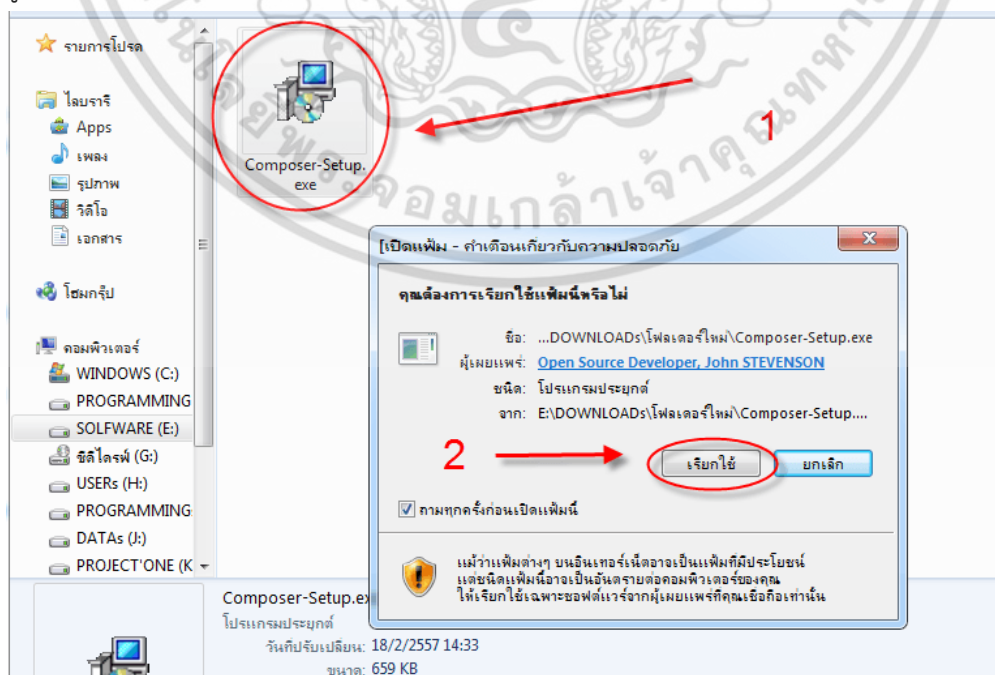 รายการโปรด
ไลบรารี
Apps
เพลง
รูปภาพ
วิดีโอ
เอกสาร
โฮมกรุ๊ป
คอมพิวเตอร์
WINDOWS (C:)
PROGRAMMING
SOLFWARE (E:)
ซีดีไดรฟ์ (G:)
USERs (H:)
PROGRAMMING
DATAs (J:)
PROJECT'ONE (K
Composer-Setup.
exe
1
พระจอมเกล้าเจ้าคุณทหาร
[เปิดแฟ้ม - คำเตือนเกี่ยวกับความปลอดภัย
คุณต้องการเรียกใช้แฟ้มนี้หรือไม่
ชื่อ: ...DOWNLOADs\โฟลเดอร์ใหม่\Composer-Setup.exe
ผู้เผยแพร่: Open Source Developer, John STEVENSON
ชนิด: โปรแกรมประยุกต์
จาก: E:\DOWNLOADs\โฟลเดอร์ใหม่\Composer-Setup....
2
เรียกใช้ ยกเลิก
ถามทุกครั้งก่อนเปิดแฟ้มนี้
แม้ว่าแฟ้มต่างๆ บนอินเทอร์เน็ตอาจเป็นแฟ้มที่มีประโยชน์
แต่ชนิดแฟ้มนี้อาจเป็นอันตรายต่อคอมพิวเตอร์ของคุณ
ให้เรียกใช้เฉพาะซอฟต์แวร์จากผู้เผยแพร่ที่คุณเชื่อถือเท่านั้น
Composer-Setup.ex
โปรแกรมประยุกต์
วันที่ปรับเปลี่ยน: 18/2/2557 14:33
ขนาด: 659 KB